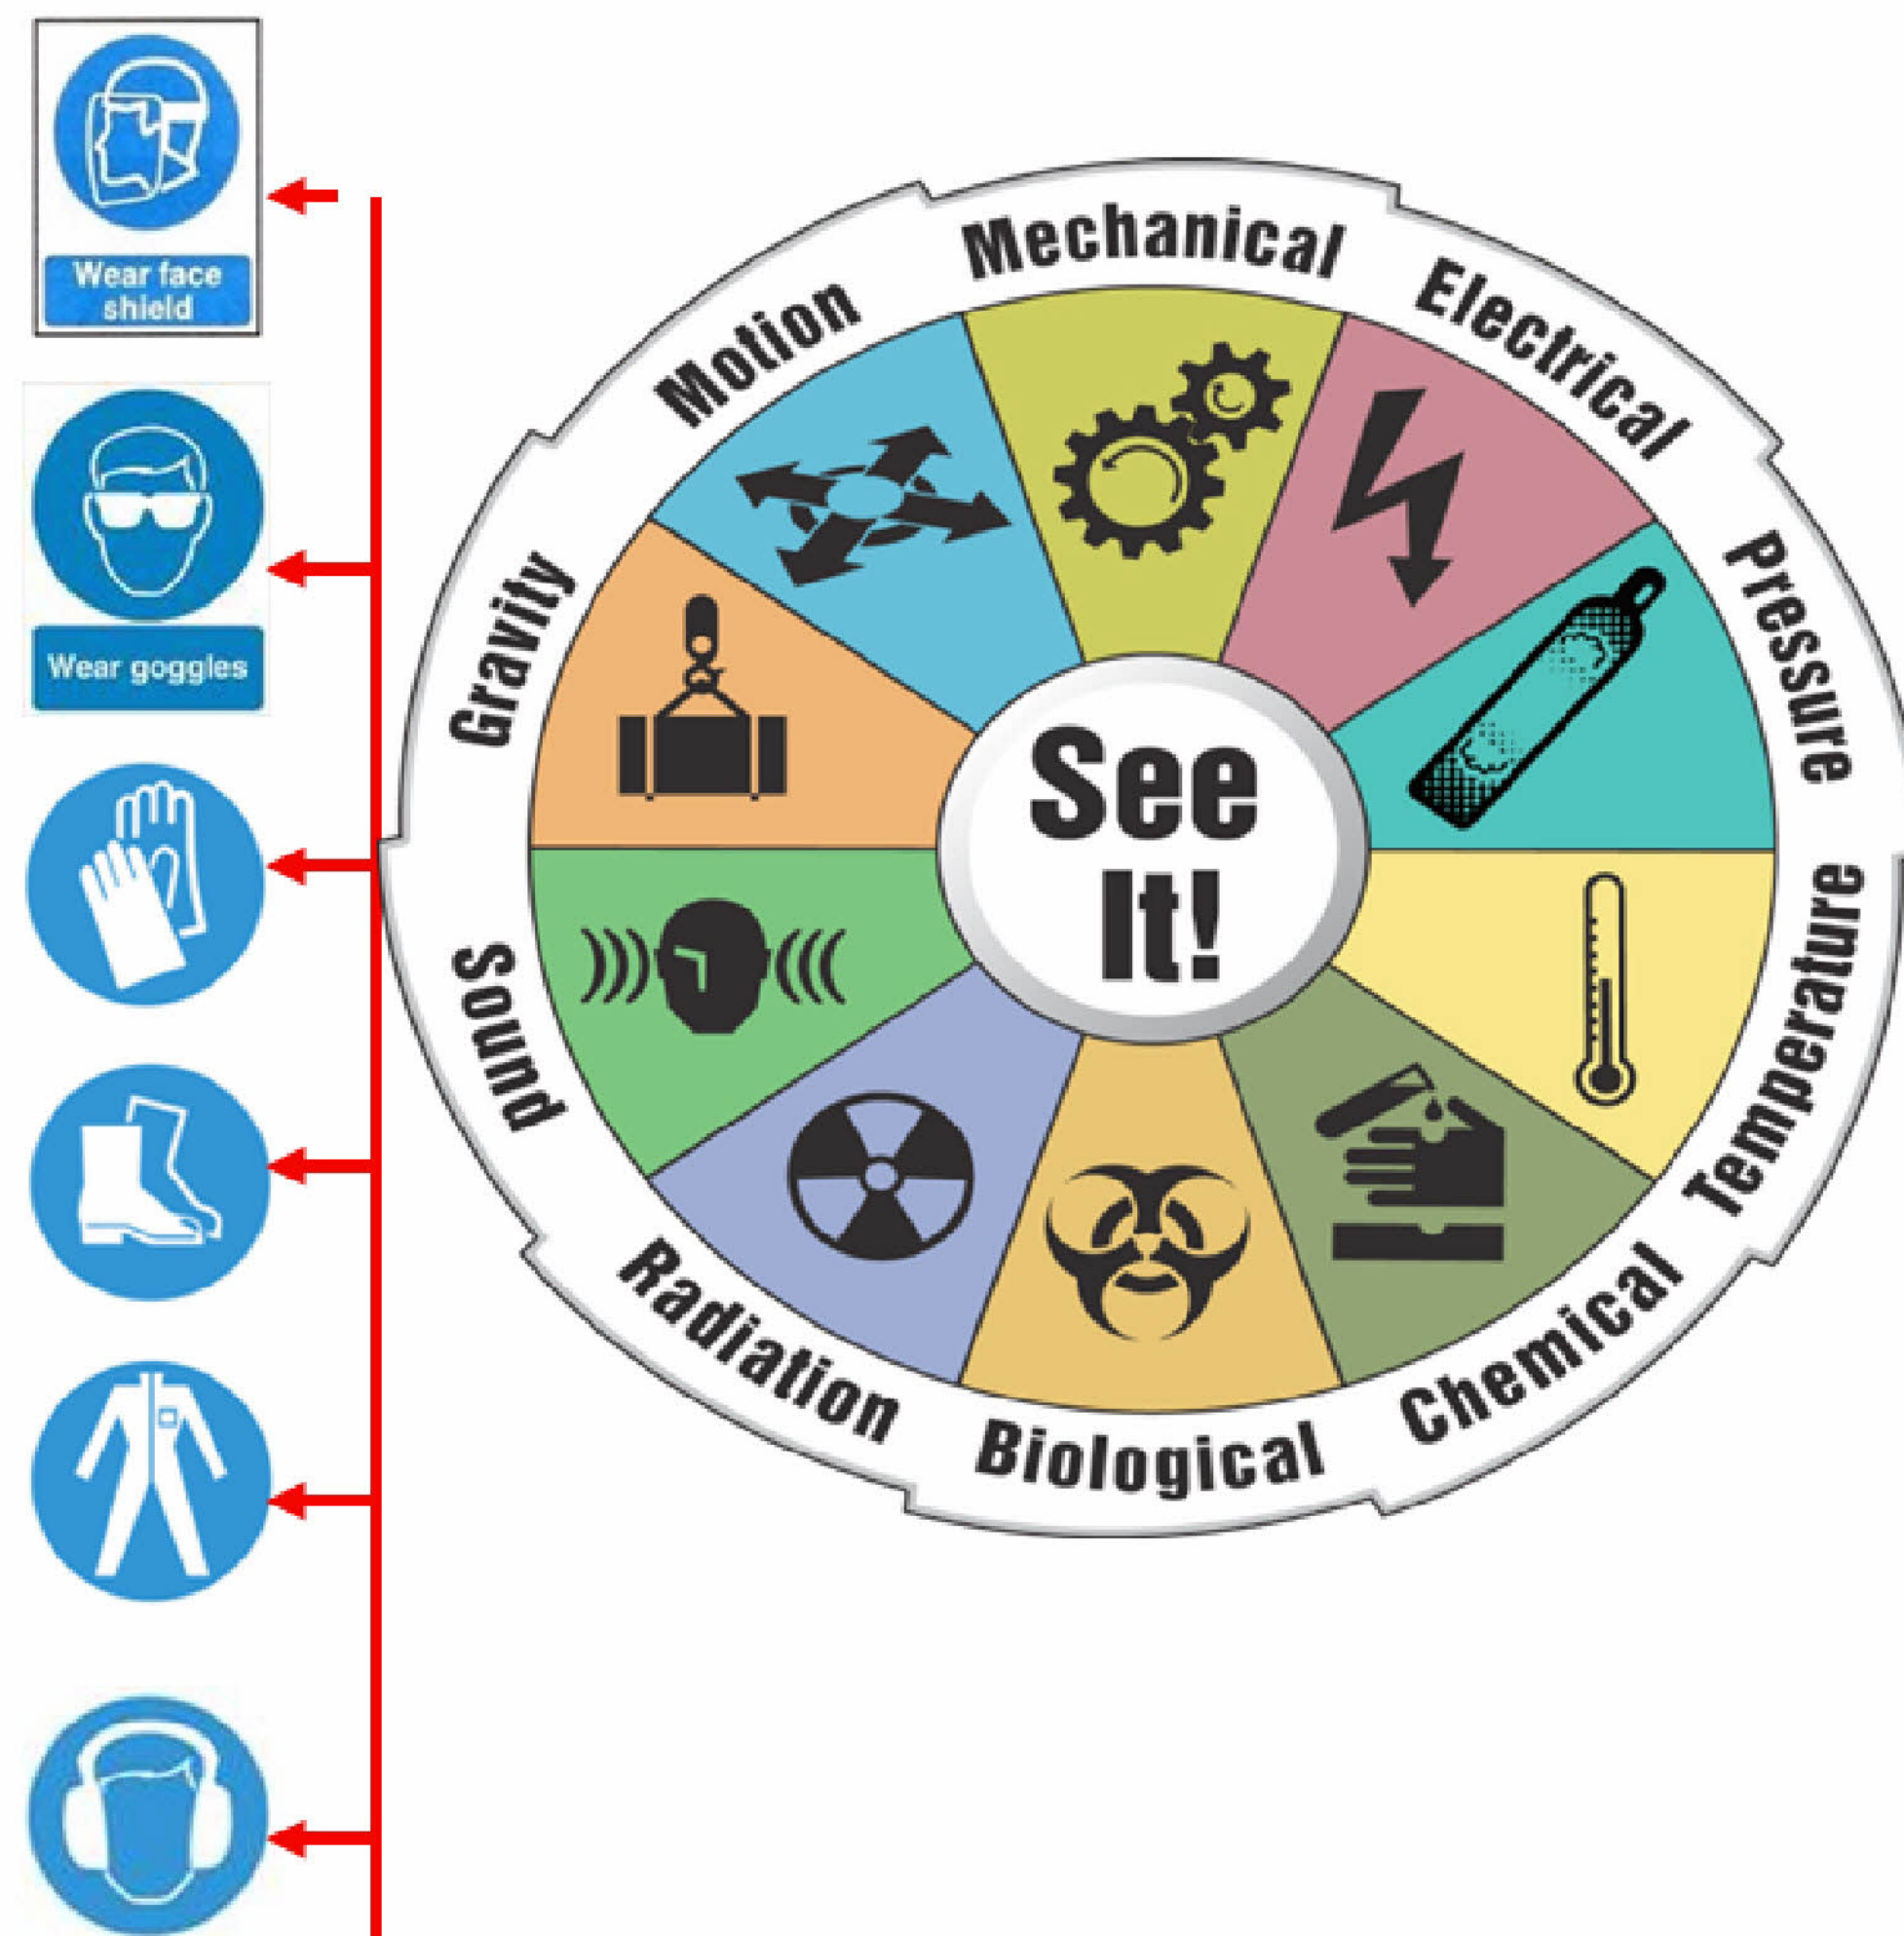 Wear face
shield
Wear goggles
Mechanical
Electrical
Pressure
Temperature
Chemical
Biological
Radiation
Sound
Gravity
Motion
See
It!